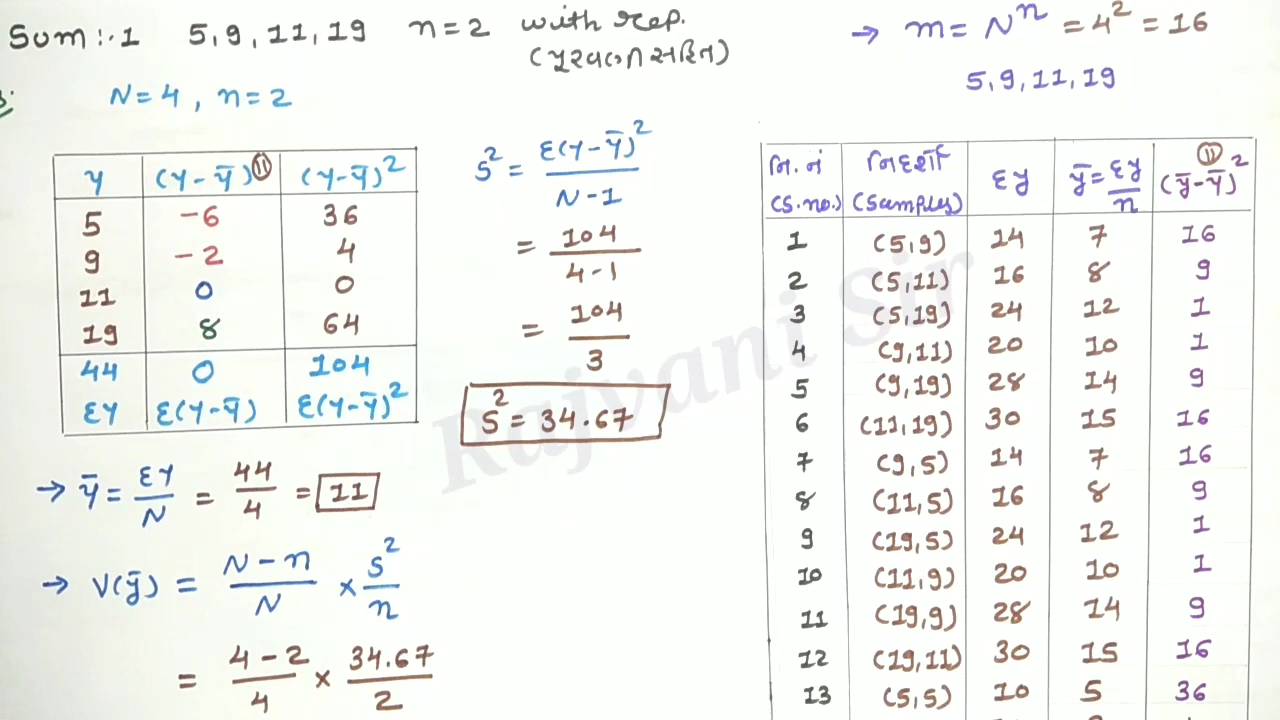 Sum:-1 5, 9, 11, 19 n=2 with rep.
(પુરવણી સહિત)
N=4, n=2
Y (Y-Ȳ) ⑪ (Y-Ȳ)²
5 -6 36
9 -2 4
11 0 0
19 8 64
44 0 104
ΣY Σ(Y-Ȳ) Σ(Y-Ȳ)²
→ Ȳ = ΣY/N = 44/4 = 11
→ V(ȳ) = N-n/N × S²/n
= 4-2/4 × 34.67/2
S² = Σ(Y-Ȳ)²/N-1
= 104/4-1
= 104/3
S² = 34.67
→ m = Nⁿ = 4² = 16
5, 9, 11, 19
નિ.નં નિદર્શ Σy ȳ=Σy/n ⑪ (ȳ-Ȳ)²
(S.no.) (Samples)
1 (5,9) 14 7 16
2 (5,11) 16 8 9
3 (5,19) 24 12 1
4 (9,11) 20 10 1
5 (9,19) 28 14 9
6 (11,19) 30 15 16
7 (9,5) 14 7 16
8 (11,5) 16 8 9
9 (19,5) 24 12 1
10 (11,9) 20 10 1
11 (19,9) 28 14 9
12 (19,11) 30 15 16
13 (5,5) 10 5 36
Rajvani Sir